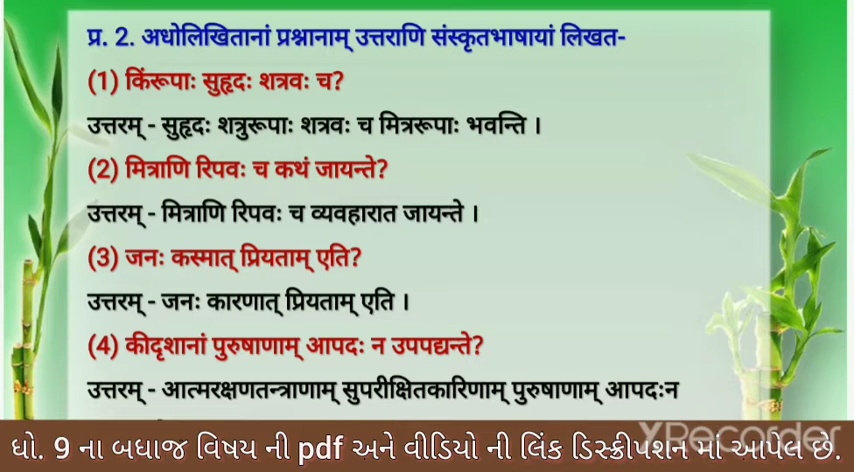 प्र. 2. अधोलिखितानां प्रश्नानाम् उत्तराणि संस्कृतभाषायां लिखत-
(1) किंरूपाः सुहृदः शत्रवः च?
उत्तरम् - सुहृदः शत्रुरूपाः शत्रवः च मित्ररूपाः भवन्ति ।
(2) मित्राणि रिपवः च कथं जायन्ते?
उत्तरम् - मित्राणि रिपवः च व्यवहारात जायन्ते ।
(3) जनः कस्मात् प्रियताम् एति?
उत्तरम् - जनः कारणात् प्रियताम् एति ।
(4) कीदृशानां पुरुषाणाम् आपदः न उपपद्यन्ते?
उत्तरम् - आत्मरक्षणतन्त्राणाम् सुपरीक्षितकारिणाम् पुरुषाणाम् आपदःन
XRecorder
ધો. 9 ના બધાજ વિષય ની pdf અને વીડિયો ની લિંક ડિસ્ક્રીપશન માં આપેલ છે.